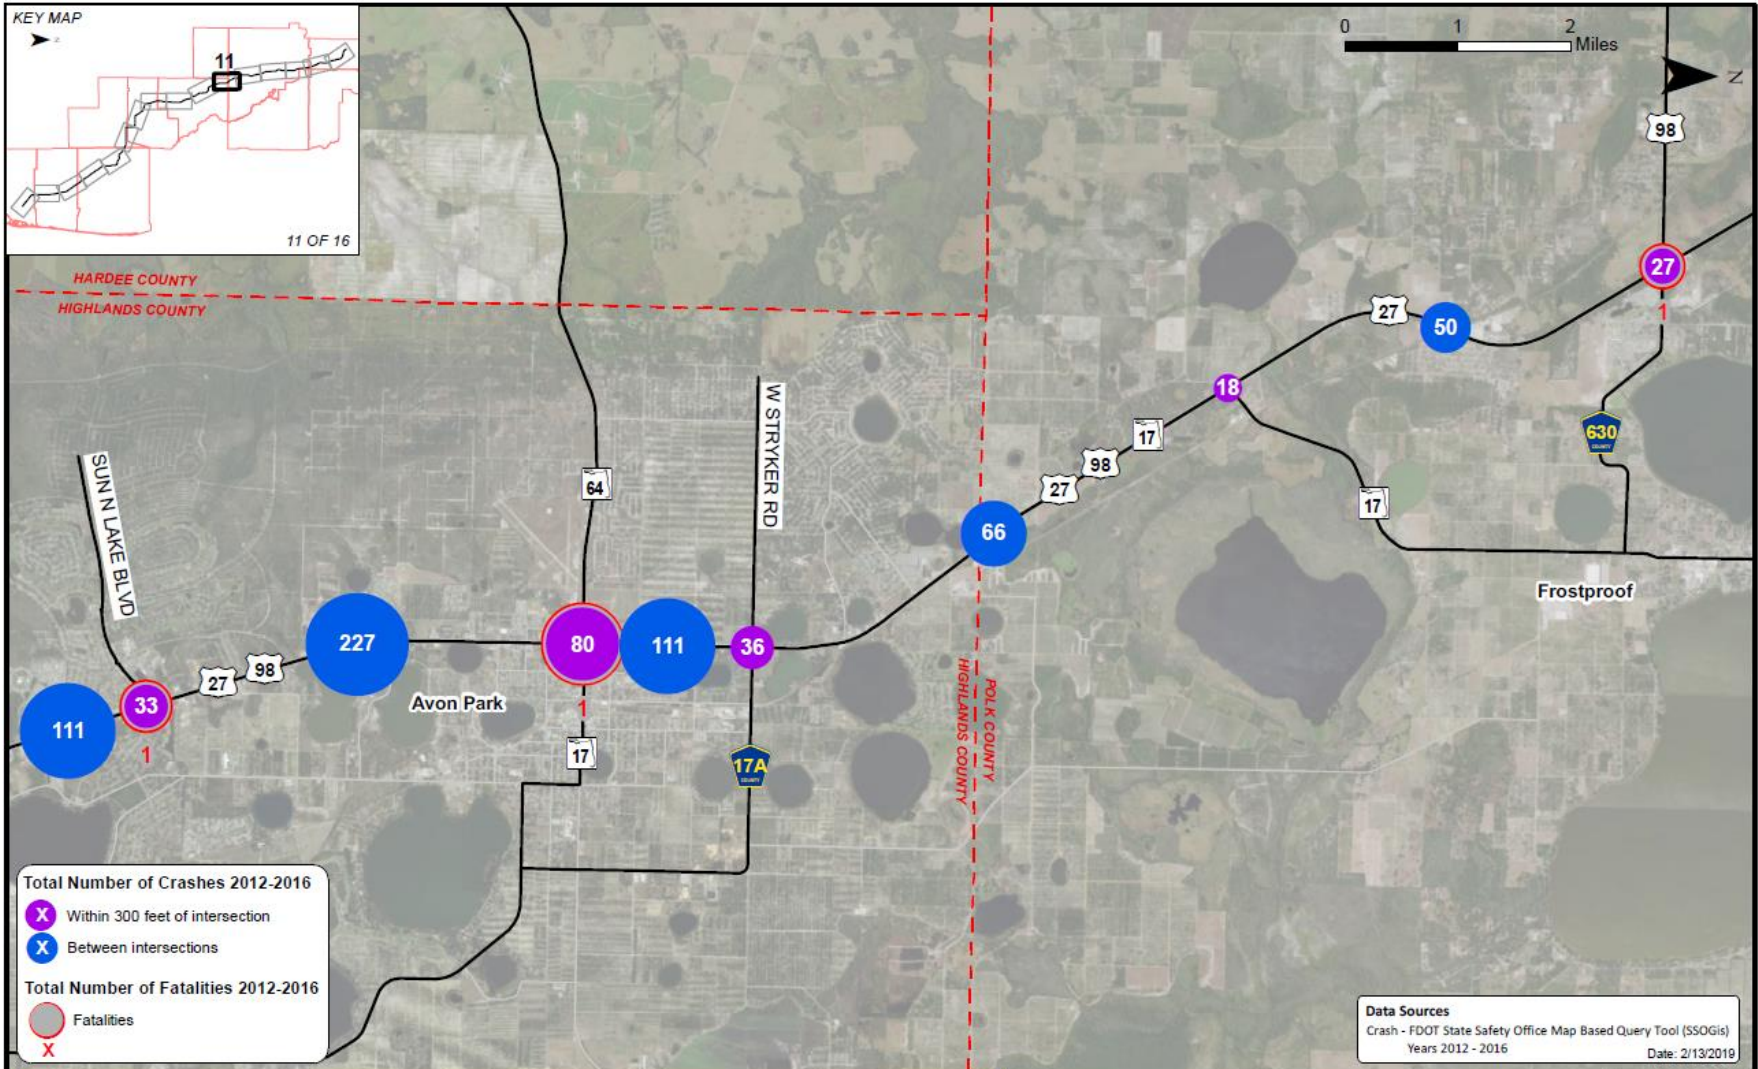 KEY MAP
N
11
11 OF 16
0 1 2
Miles
N
98
HARDEE COUNTY
HIGHLANDS COUNTY
27
1
27
50
18
W STRYKER RD
17
630
COUNTY
SUN N LAKE BLVD
64
98
27
17
66
Frostproof
227
80
111
36
98
27
33
Avon Park
1
111
1
17
17A
COUNTY
POLK COUNTY
HIGHLANDS COUNTY
Total Number of Crashes 2012-2016
X Within 300 feet of intersection
X Between intersections
Total Number of Fatalities 2012-2016
Fatalities
X
Data Sources
Crash - FDOT State Safety Office Map Based Query Tool (SSOGis)
Years 2012 - 2016
Date: 2/13/2019